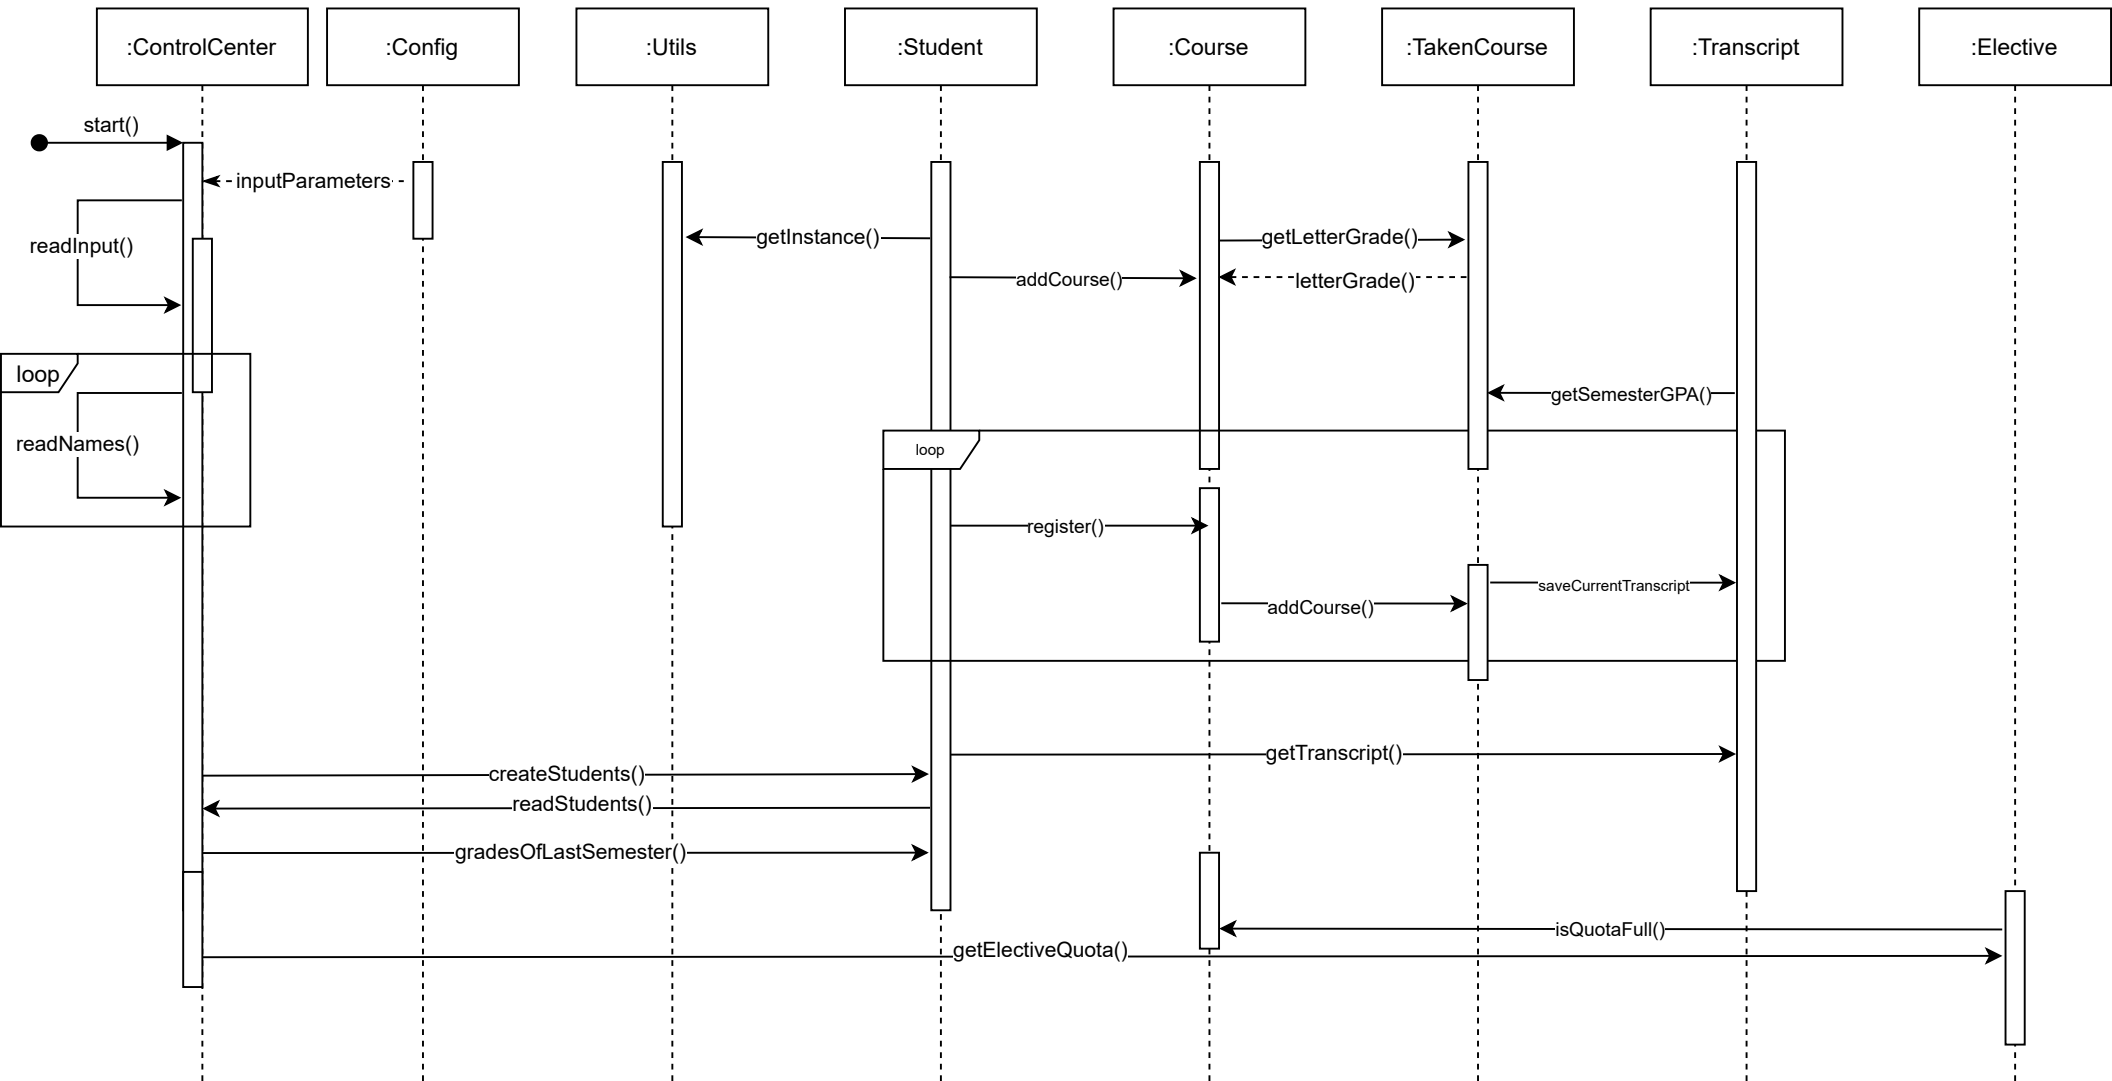 :ControlCenter
:Config
:Utils
:Student
:Course
:TakenCourse
:Transcript
:Elective
start()
inputParameters
readInput()
getInstance()
getLetterGrade()
addCourse()
letterGrade()
loop
getSemesterGPA()
readNames()
loop
register()
saveCurrentTranscript
addCourse()
getTranscript()
createStudents()
readStudents()
gradesOfLastSemester()
isQuotaFull()
getElectiveQuota()